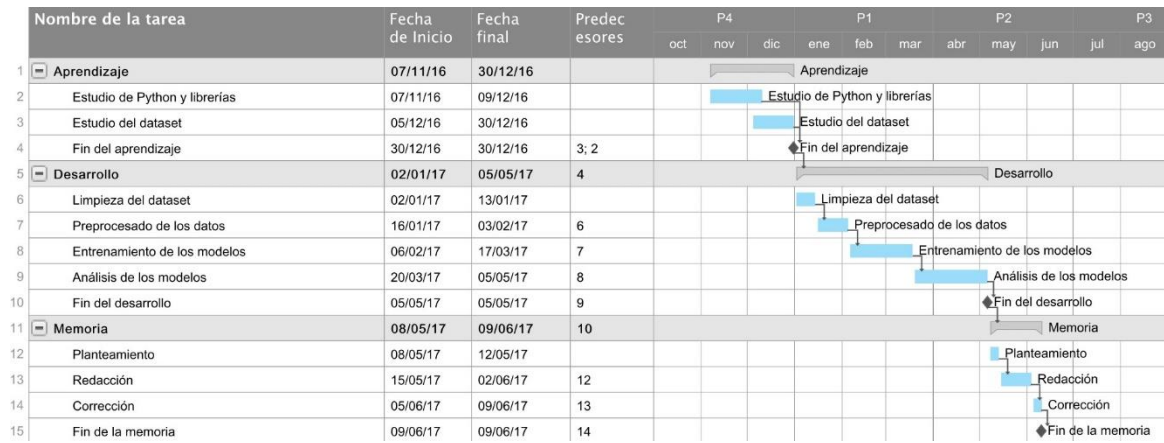 Nombre de la tarea Fecha de Inicio Fecha final Predec esores P4 P1 P2 P3
oct nov dic ene feb mar abr may jun jul ago
1 Aprendizaje 07/11/16 30/12/16 Aprendizaje
2 Estudio de Python y librerías 07/11/16 09/12/16 Estudio de Python y librerías
3 Estudio del dataset 05/12/16 30/12/16 Estudio del dataset
4 Fin del aprendizaje 30/12/16 30/12/16 3; 2 Fin del aprendizaje
5 Desarrollo 02/01/17 05/05/17 4 Desarrollo
6 Limpieza del dataset 02/01/17 13/01/17 Limpieza del dataset
7 Preprocesado de los datos 16/01/17 03/02/17 6 Preprocesado de los datos
8 Entrenamiento de los modelos 06/02/17 17/03/17 7 Entrenamiento de los modelos
9 Análisis de los modelos 20/03/17 05/05/17 8 Análisis de los modelos
10 Fin del desarrollo 05/05/17 05/05/17 9 Fin del desarrollo
11 Memoria 08/05/17 09/06/17 10 Memoria
12 Planteamiento 08/05/17 12/05/17 Planteamiento
13 Redacción 15/05/17 02/06/17 12 Redacción
14 Corrección 05/06/17 09/06/17 13 Corrección
15 Fin de la memoria 09/06/17 09/06/17 14 Fin de la memoria